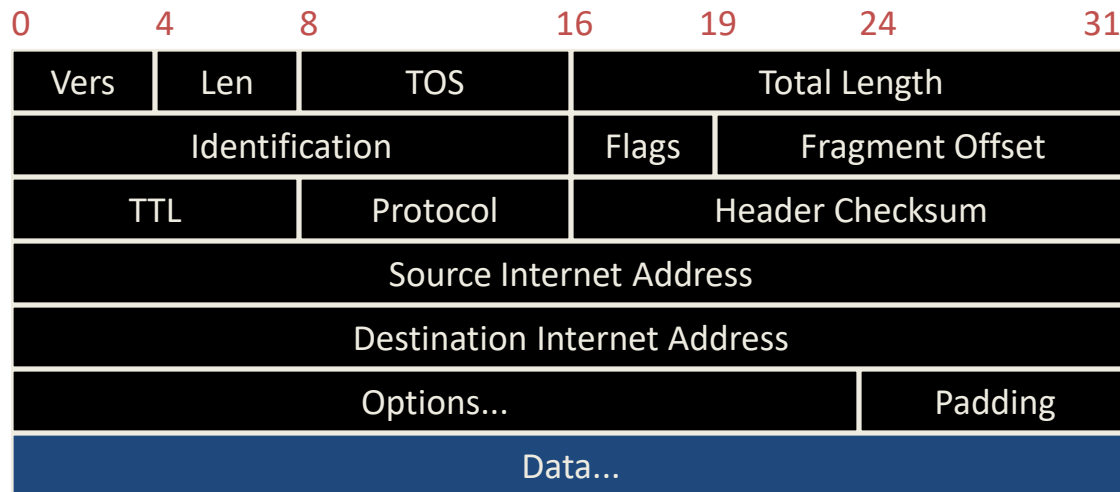 0 4 8 16 19 24 31
Vers Len TOS Total Length
Identification Flags Fragment Offset
TTL Protocol Header Checksum
Source Internet Address
Destination Internet Address
Options... Padding
Data...